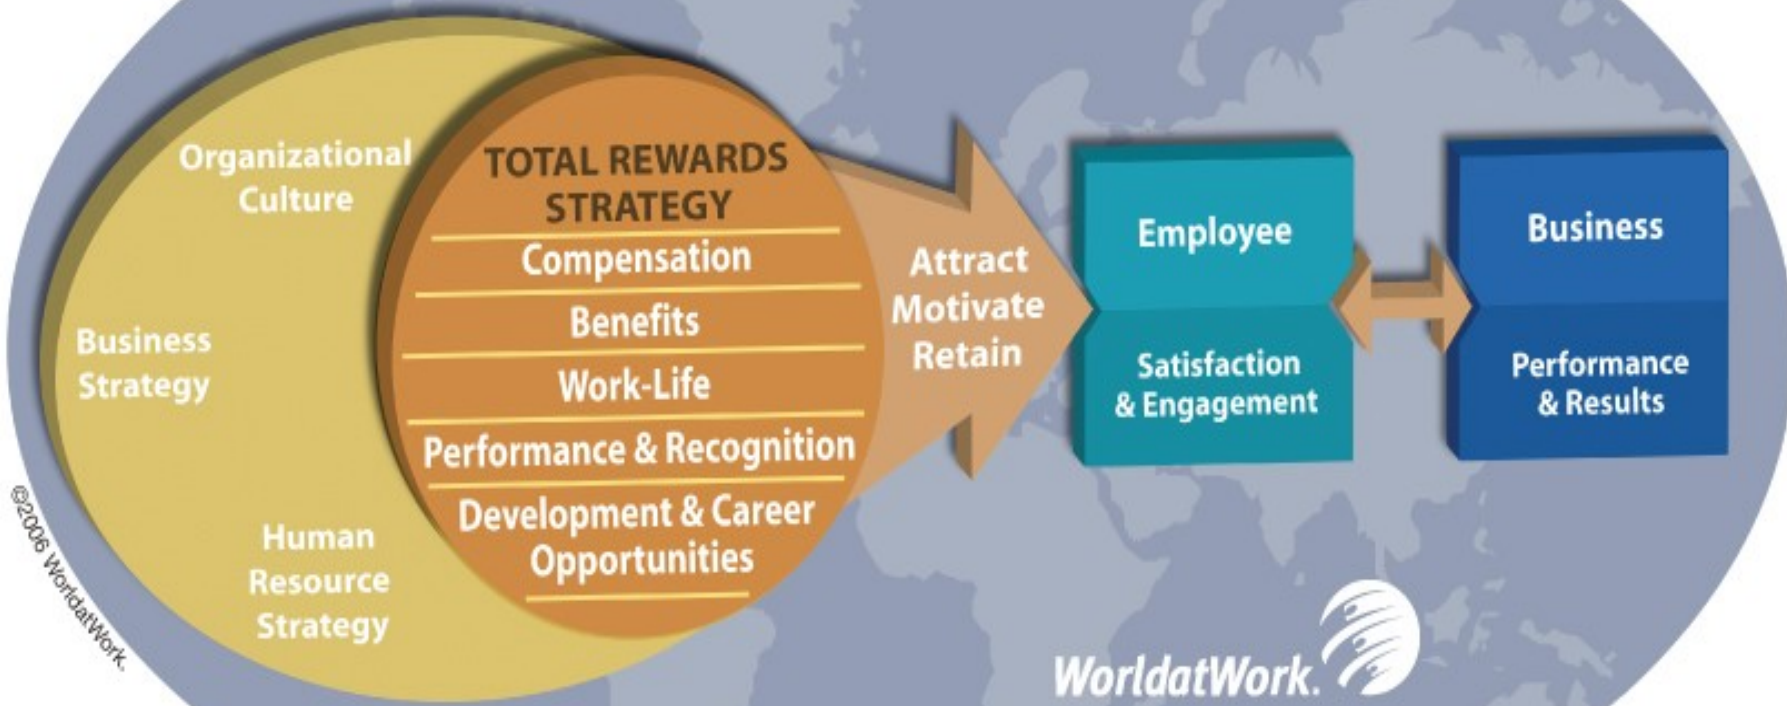 Organizational
Culture
Business
Strategy
Human
Resource
Strategy
TOTAL REWARDS
STRATEGY
Compensation
Benefits
Work-Life
Performance & Recognition
Development & Career
Opportunities
Attract
Motivate
Retain
Employee
Satisfaction
& Engagement
Business
Performance
& Results
©2006 WorldatWork.
WorldatWork.